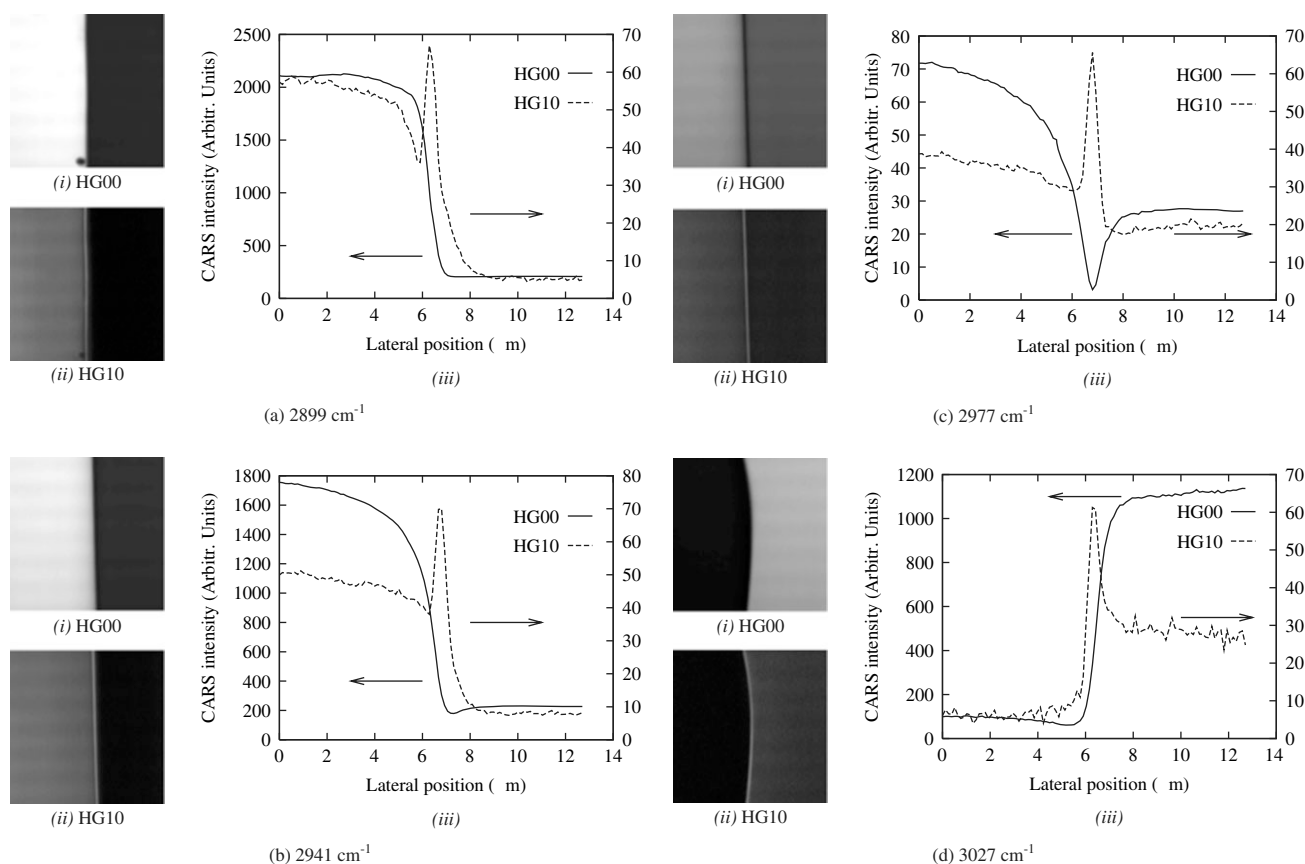 (i) HG00
(ii) HG10
CARS intensity (Arbitr. Units)
2500
2000
1500
2000
500
0
70
60
50
40
30
20
10
0
HG00
HG10
0 2 4 6 8 10 12 14
Lateral position ( m)
(iii)
(a) 2899 cm-1
(i) HG00
(ii) HG10
CARS intensity (Arbitr. Units)
80
70
60
50
40
30
20
10
0
70
60
50
40
30
20
10
0
HG00
HG10
0 2 4 6 8 10 12 14
Lateral position ( m)
(iii)
(c) 2977 cm-1
(i) HG00
(ii) HG10
CARS intensity (Arbitr. Units)
1800
1600
1400
1200
1000
800
600
400
200
0
80
70
60
50
40
30
20
10
0
HG00
HG10
0 2 4 6 8 10 12 14
Lateral position ( m)
(iii)
(b) 2941 cm-1
(i) HG00
(ii) HG10
CARS intensity (Arbitr. Units)
1200
1000
800
600
400
200
0
70
60
50
40
30
20
10
0
HG00
HG10
0 2 4 6 8 10 12 14
Lateral position ( m)
(iii)
(d) 3027 cm-1